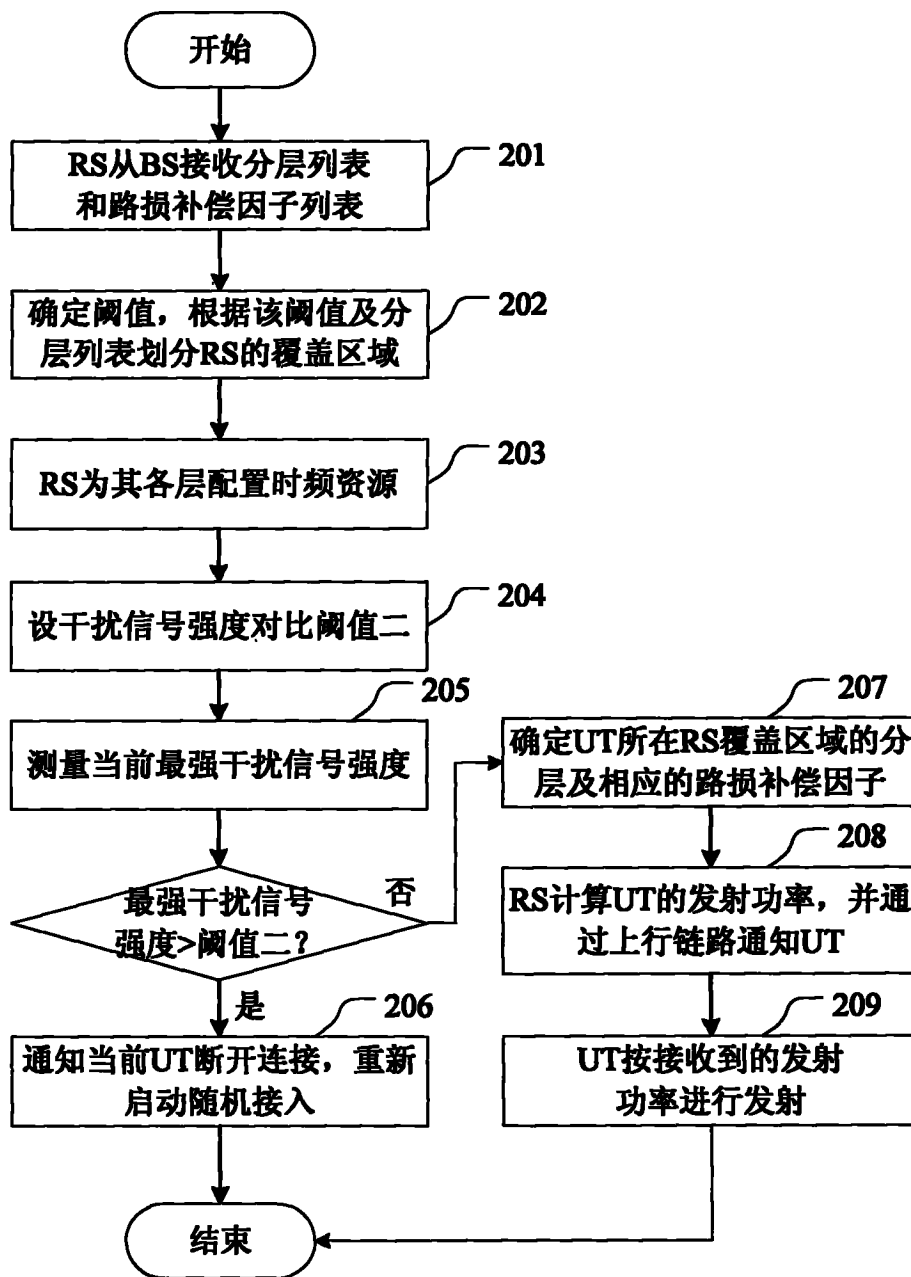 开始
RS从BS接收分层列表
和路损补偿因子列表
201
确定阈值，根据该阈值及分
层列表划分RS的覆盖区域
202
RS为其各层配置时频资源
203
设干扰信号强度对比阈值二
204
测量当前最强干扰信号强度
205
最强干扰信号
强度>阈值二?
否
是
通知当前UT断开连接，重新
启动随机接入
206
确定UT所在RS覆盖区域的分
层及相应的路损补偿因子
207
RS计算UT的发射功率，并通
过上行链路通知UT
208
UT按接收到的发射
功率进行发射
209
结束